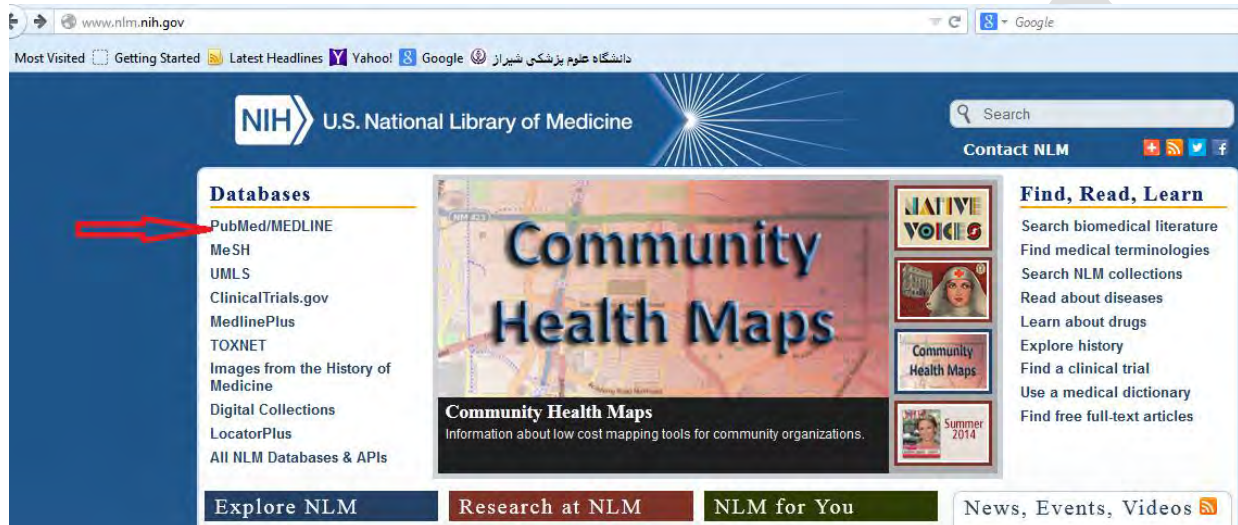 www.nlm.nih.gov
Google
Most Visited Getting Started Latest Headlines Yahoo! Google دانشگاه علوم پزشکی شیراز
NIH U.S. National Library of Medicine
Search
Contact NLM
Databases
PubMed/MEDLINE
MeSH
UMLS
ClinicalTrials.gov
MedlinePlus
TOXNET
Images from the History of
Medicine
Digital Collections
LocatorPlus
All NLM Databases & APIs
NM 423
Community
Health Maps
Community Health Maps
Information about low cost mapping tools for community organizations.
NATIVE
VOICES
Community
Health Maps
Summer
2014
Find, Read, Learn
Search biomedical literature
Find medical terminologies
Search NLM collections
Read about diseases
Learn about drugs
Explore history
Find a clinical trial
Use a medical dictionary
Find free full-text articles
Explore NLM
Research at NLM
NLM for You
News, Events, Videos